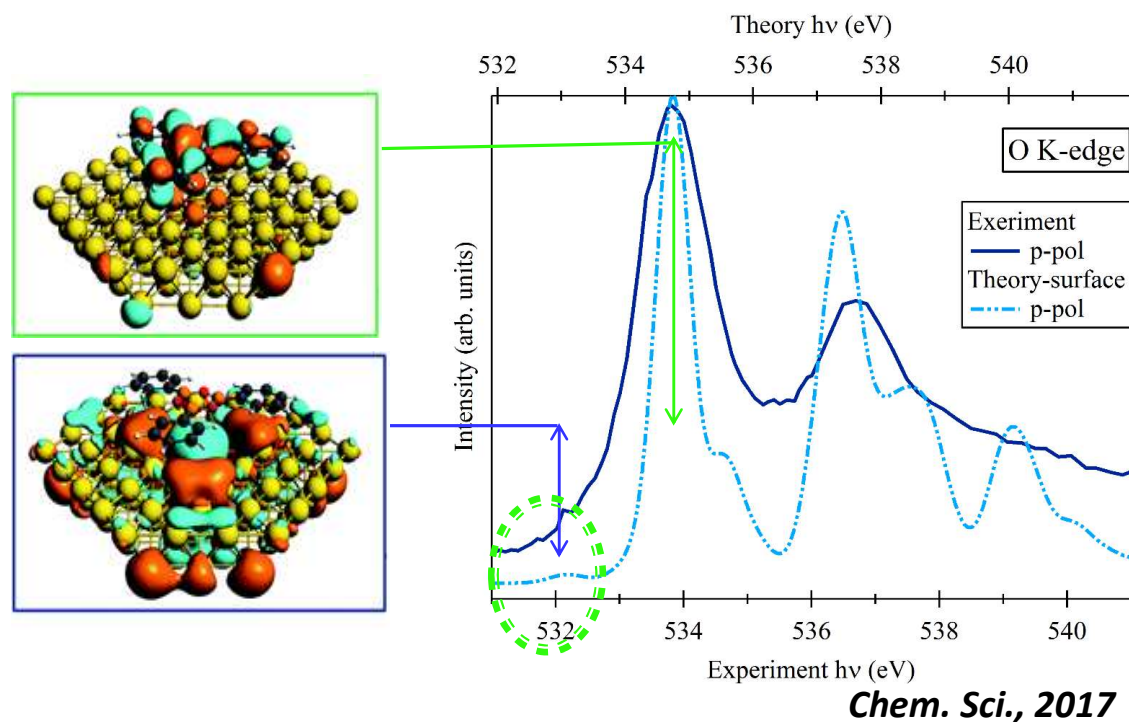 Theory hν (eV)
532 534 536 538 540
O K-edge
Exeriment
p-pol
Theory-surface
p-pol
Intensity (arb. units)
532 534 536 538 540
Experiment hν (eV)
Chem. Sci., 2017